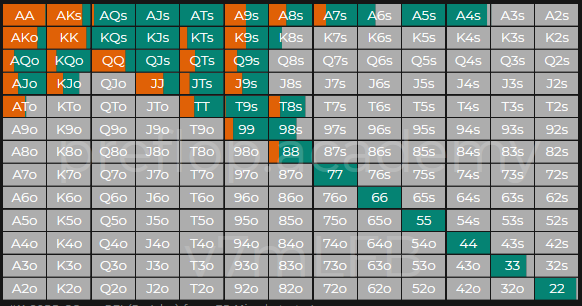 AA AKs AQs AJs ATs A9s A8s A7s A6s A5s A4s A3s A2s
AKo KK KQs KJs KTs K9s K8s K7s K6s K5s K4s K3s K2s
AQo KQo QQ QJs QTs Q9s Q8s Q7s Q6s Q5s Q4s Q3s Q2s
AJo KJo QJo JJ JTs J9s J8s J7s J6s J5s J4s J3s J2s
ATo KTo QTo JTo TT T9s T8s T7s T6s T5s T4s T3s T2s
A9o K9o Q9o J9o T9o 99 98s 97s 96s 95s 94s 93s 92s
A8o K8o Q8o J8o T8o 98o 88 87s 86s 85s 84s 83s 82s
A7o K7o Q7o J7o T7o 97o 87o 77 76s 75s 74s 73s 72s
A6o K6o Q6o J6o T6o 96o 86o 76o 66 65s 64s 63s 62s
A5o K5o Q5o J5o T5o 95o 85o 75o 65o 55 54s 53s 52s
A4o K4o Q4o J4o T4o 94o 84o 74o 64o 54o 44 43s 42s
A3o K3o Q3o J3o T3o 93o 83o 73o 63o 53o 43o 33 32s
A2o K2o Q2o J2o T2o 92o 82o 72o 62o 52o 42o 32o 22
preflop.academy